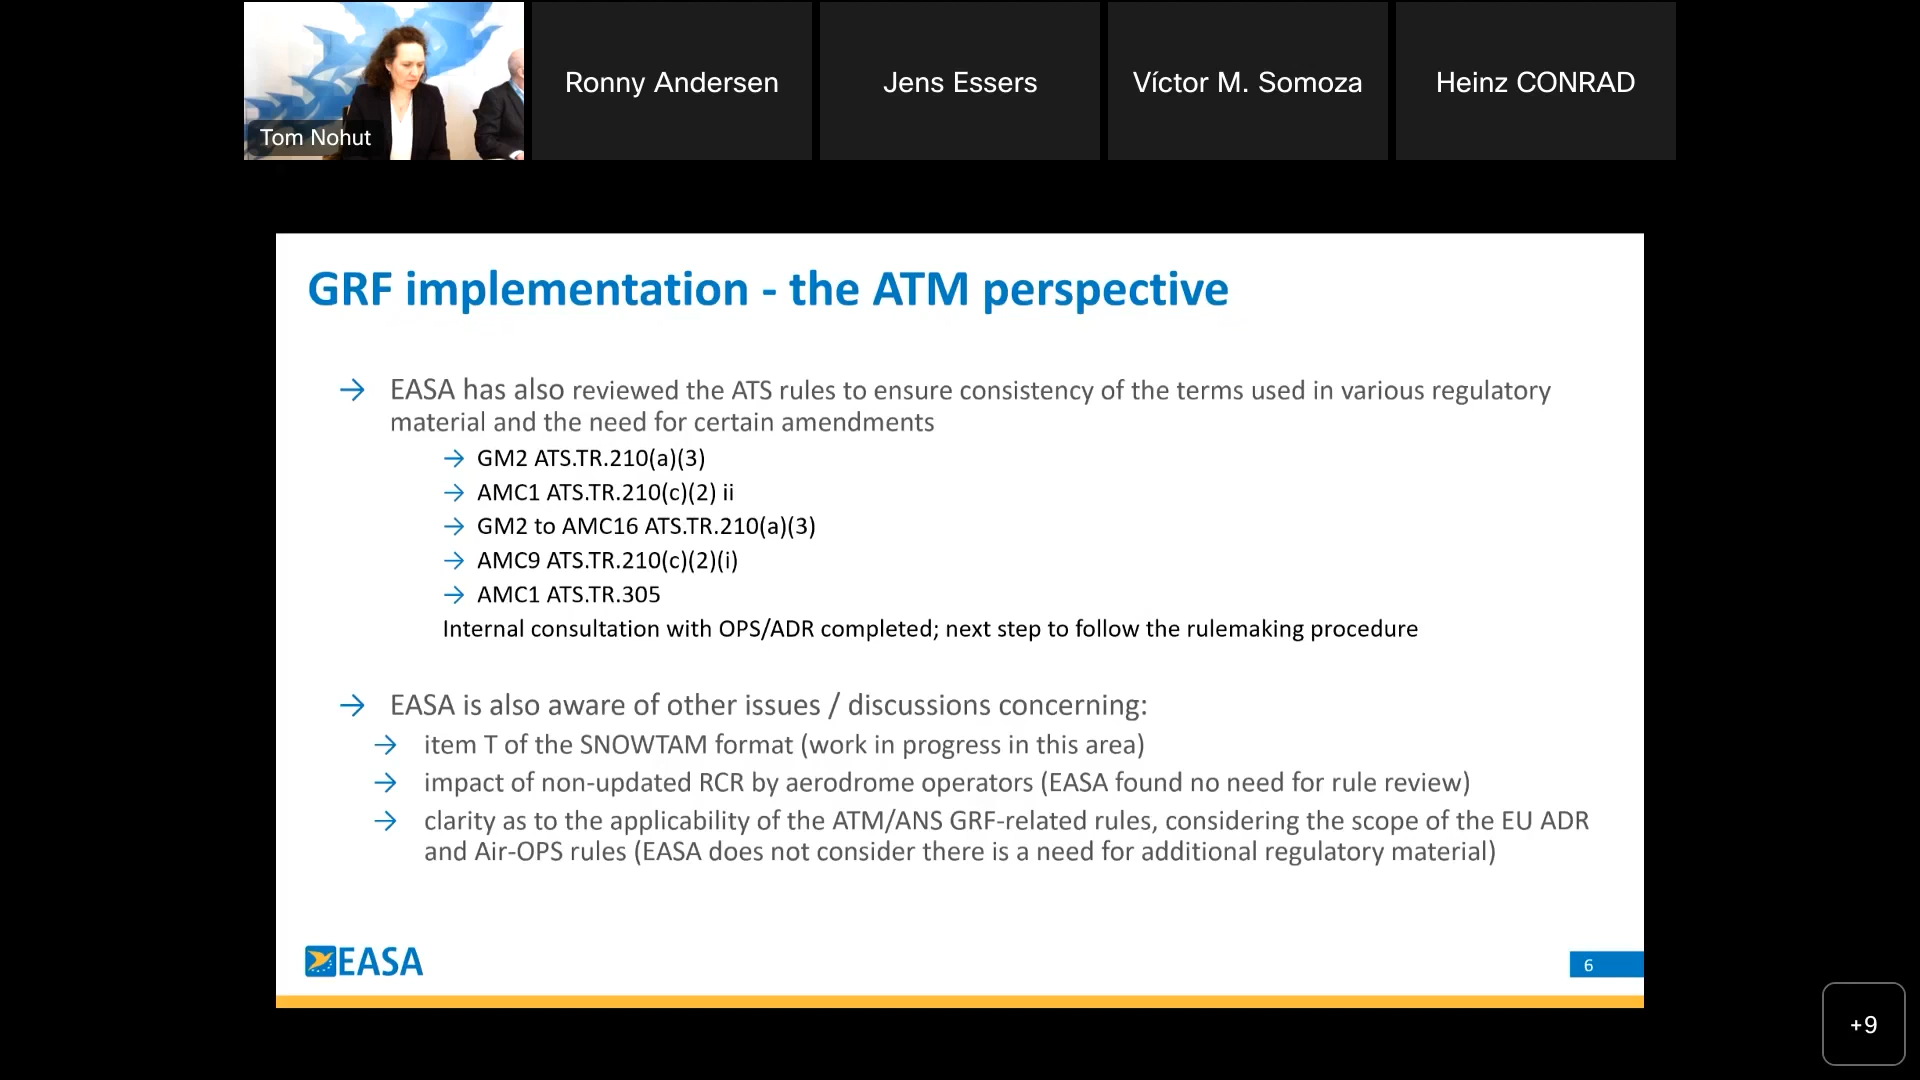 Tom Nohut
Ronny Andersen
Jens Essers
Víctor M. Somoza
Heinz CONRAD
GRF implementation - the ATM perspective
→ EASA has also reviewed the ATS rules to ensure consistency of the terms used in various regulatory
material and the need for certain amendments
→ GM2 ATS.TR.210(a)(3)
→ AMC1 ATS.TR.210(c)(2) ii
→ GM2 to AMC16 ATS.TR.210(a)(3)
→ AMC9 ATS.TR.210(c)(2)(i)
→ AMC1 ATS.TR.305
Internal consultation with OPS/ADR completed; next step to follow the rulemaking procedure
→ EASA is also aware of other issues / discussions concerning:
→ item T of the SNOWTAM format (work in progress in this area)
→ impact of non-updated RCR by aerodrome operators (EASA found no need for rule review)
→ clarity as to the applicability of the ATM/ANS GRF-related rules, considering the scope of the EU ADR
and Air-OPS rules (EASA does not consider there is a need for additional regulatory material)
EASA
6
+9